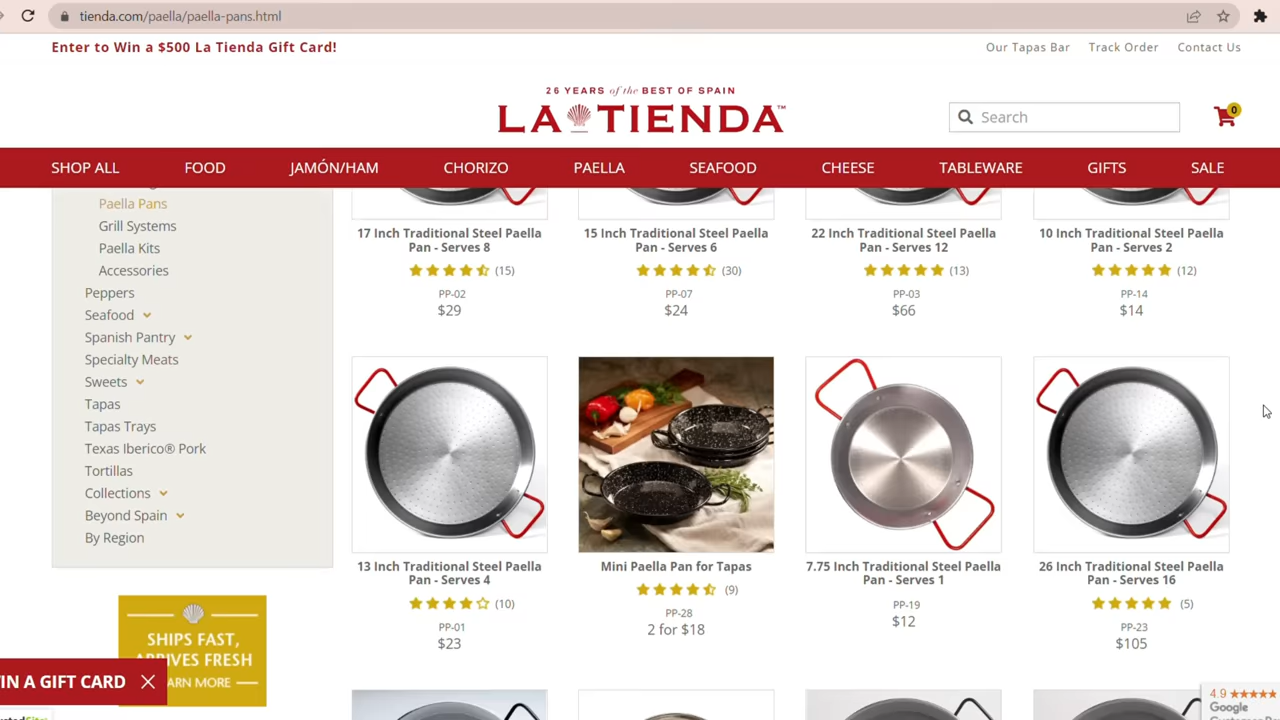 tienda.com/paella/paella-pans.html
Enter to Win a $500 La Tienda Gift Card!
Our Tapas Bar
Track Order
Contact Us
26 YEARS of the BEST OF SPAIN
LA TIENDA™
Search
0
SHOP ALL
FOOD
JAMÓN/HAM
CHORIZO
PAELLA
SEAFOOD
CHEESE
TABLEWARE
GIFTS
SALE
Paella Pans
Grill Systems
Paella Kits
Accessories
Peppers
Seafood
Spanish Pantry
Specialty Meats
Sweets
Tapas
Tapas Trays
Texas Iberico® Pork
Tortillas
Collections
Beyond Spain
By Region
17 Inch Traditional Steel Paella
Pan - Serves 8
(15)
PP-02
$29
15 Inch Traditional Steel Paella
Pan - Serves 6
(30)
PP-07
$24
22 Inch Traditional Steel Paella
Pan - Serves 12
(13)
PP-03
$66
10 Inch Traditional Steel Paella
Pan - Serves 2
(12)
PP-14
$14
13 Inch Traditional Steel Paella
Pan - Serves 4
(10)
PP-01
$23
Mini Paella Pan for Tapas
(9)
PP-28
2 for $18
7.75 Inch Traditional Steel Paella
Pan - Serves 1
PP-19
$12
26 Inch Traditional Steel Paella
Pan - Serves 16
(5)
PP-23
$105
SHIPS FAST,
ARRIVES FRESH
ARN MORE
IN A GIFT CARD
4.9
Google